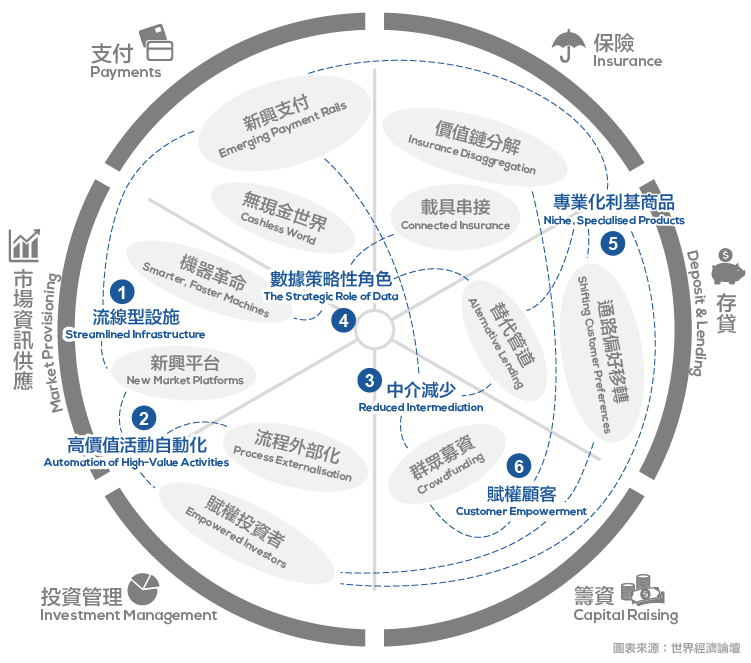 支付
Payments
保險
Insurance
新興支付
Emerging Payment Rails
價值鏈分解
Insurance Disaggregation
無現金世界
Cashless World
載具串接
Connected Insurance
專業化利基商品
Niche, Specialised Products
5
機器革命
Smarter, Faster Machines
數據策略性角色
The Strategic Role of Data
4
1
流線型設施
Streamlined Infrastructure
市場資訊供應
Market Provisioning
存貸
Deposit & Lending
替代管道
Alternative Lending
通路偏好移轉
Shifting Customer Preferences
新興平台
New Market Platforms
3
中介減少
Reduced Intermediation
2
高價值活動自動化
Automation of High-Value Activities
流程外部化
Process Externalisation
群眾募資
Crowdfunding
6
賦權顧客
Customer Empowerment
賦權投資者
Empowered Investors
投資管理
Investment Management
籌資
Capital Raising
圖表來源：世界經濟論壇